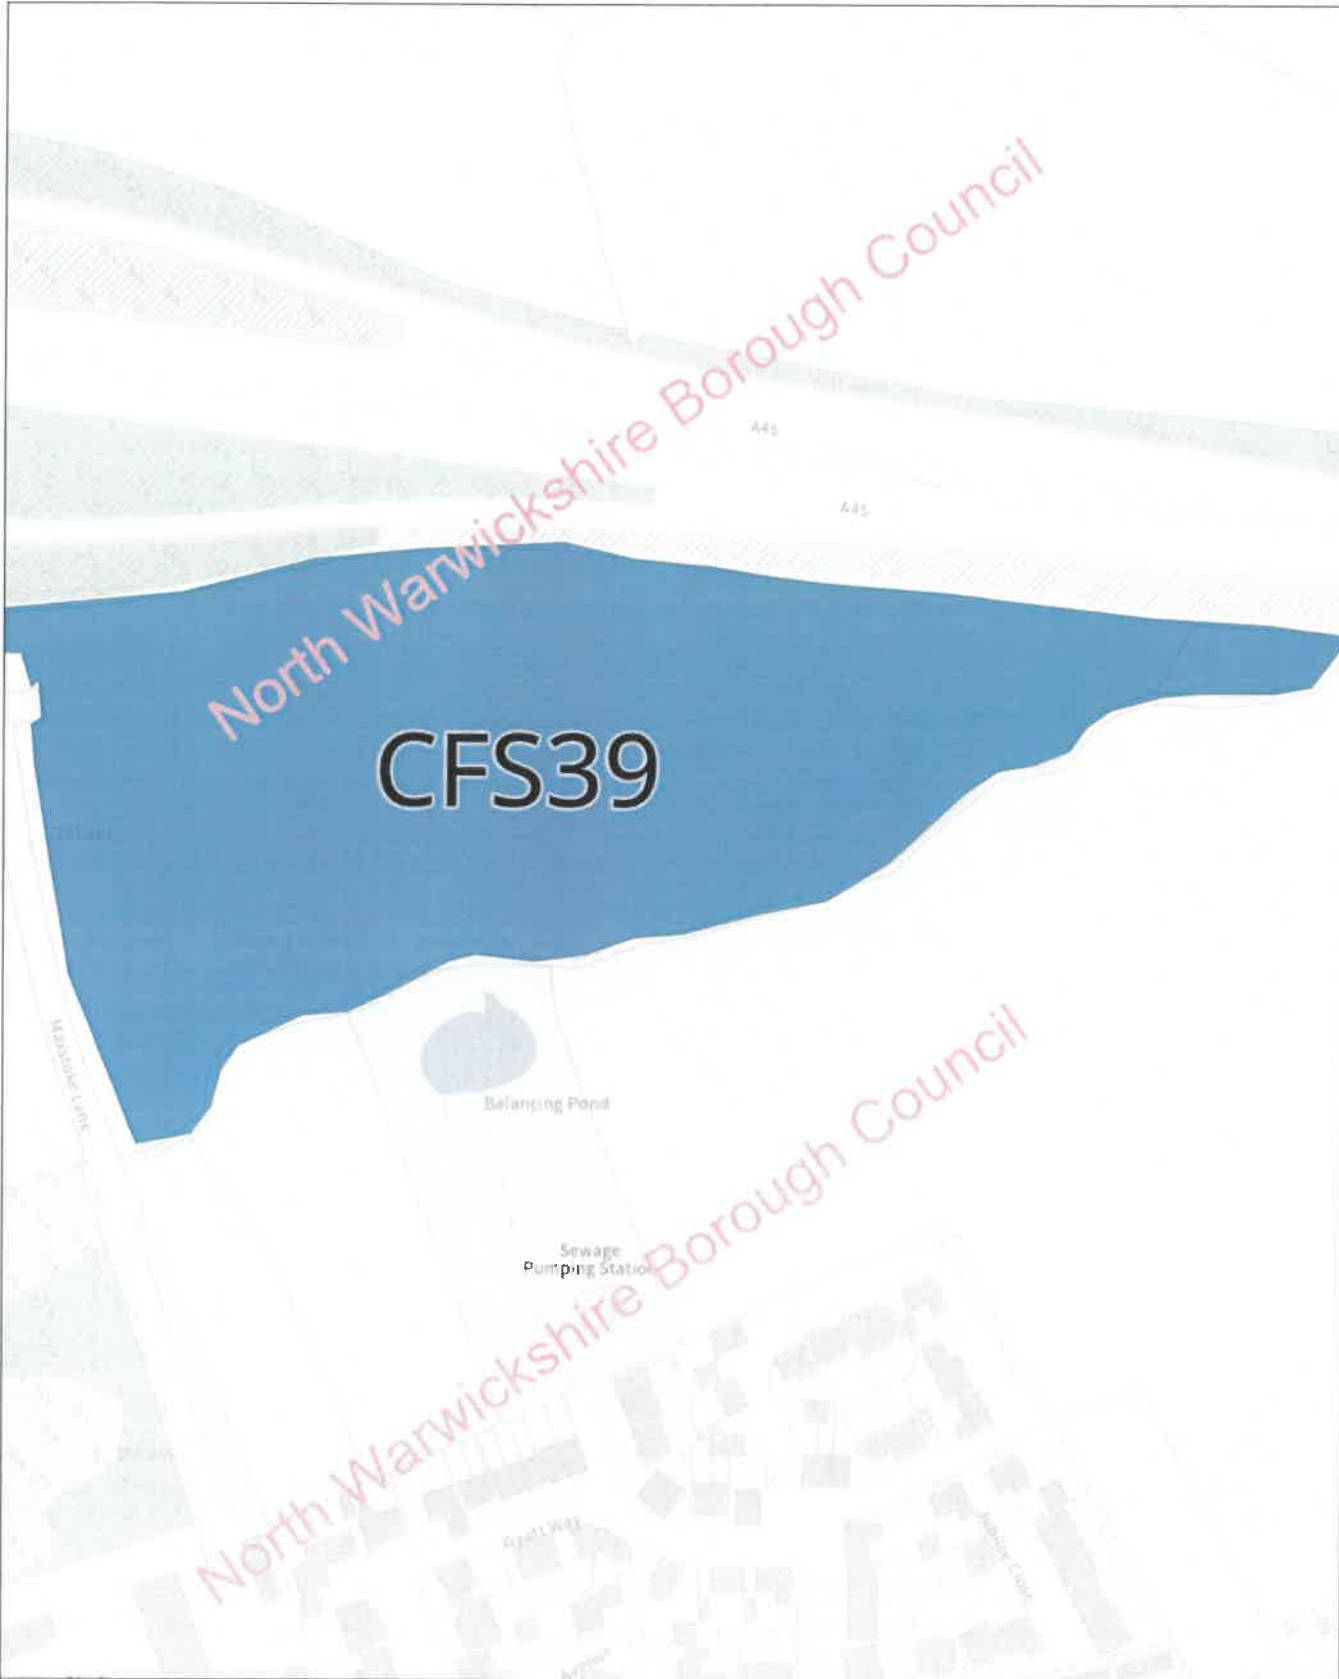 North Warwickshire Borough Council
A45
A45
CFS39
Maxstoke Lane
Balancing Pond
Sewage
Pumping Station
North Warwickshire Borough Council
Jubilee Close
Avenue